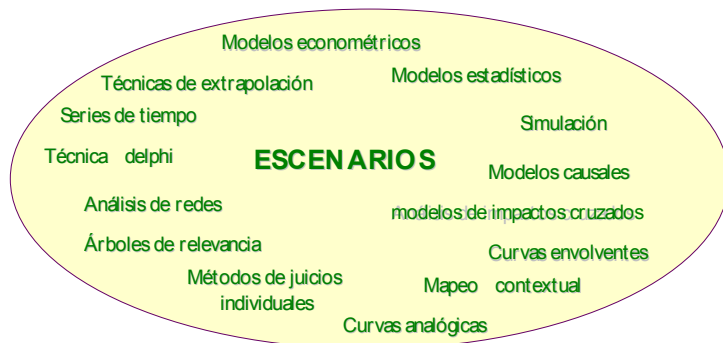 Modelos econométricos
Técnicas de extrapolación
Modelos estadísticos
Series de tiempo
Simulación
Técnica delphi
ESCENARIOS
Modelos causales
Análisis de redes
modelos de impactos cruzados
Árboles de relevancia
Curvas envolventes
Métodos de juicios
individuales
Mapeo contextual
Curvas analógicas